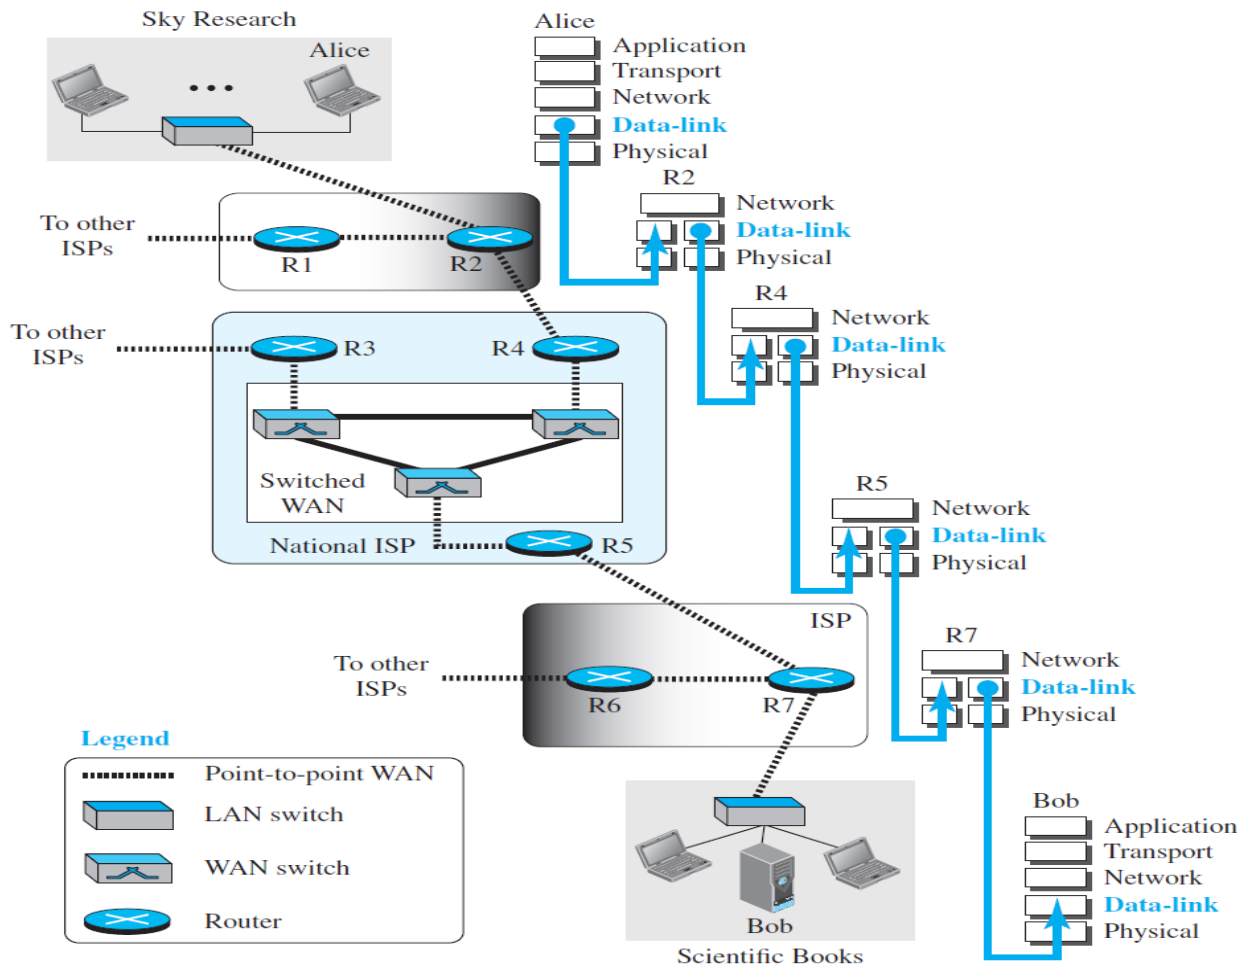 Sky Research
Alice
To other
ISPs
R1
R2
To other
ISPs
R3
R4
Switched
WAN
National ISP
R5
ISP
To other
ISPs
R6
R7
Bob
Scientific Books
Legend
Point-to-point WAN
LAN switch
WAN switch
Router
Alice
Application
Transport
Network
Data-link
Physical
R2
Network
Data-link
Physical
R4
Network
Data-link
Physical
R5
Network
Data-link
Physical
R7
Network
Data-link
Physical
Bob
Application
Transport
Network
Data-link
Physical